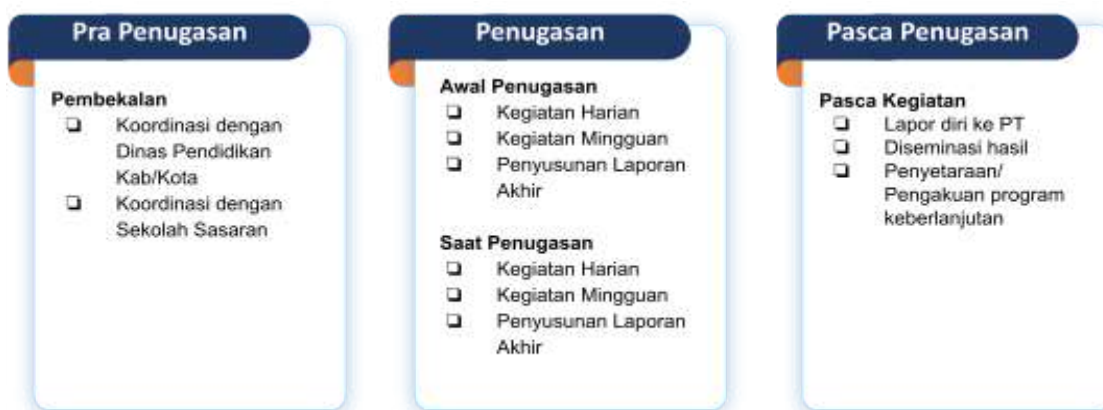 Pra Penugasan
Pembekalan
❑ Koordinasi dengan
Dinas Pendidikan
Kab/Kota
❑ Koordinasi dengan
Sekolah Sasaran
Penugasan
Awal Penugasan
❑ Kegiatan Harian
❑ Kegiatan Mingguan
❑ Penyusunan Laporan
Akhir
Saat Penugasan
❑ Kegiatan Harian
❑ Kegiatan Mingguan
❑ Penyusunan Laporan
Akhir
Pasca Penugasan
Pasca Kegiatan
❑ Lapor diri ke PT
❑ Diseminasi hasil
❑ Penyetaraan/
Pengakuan program
keberlanjutan